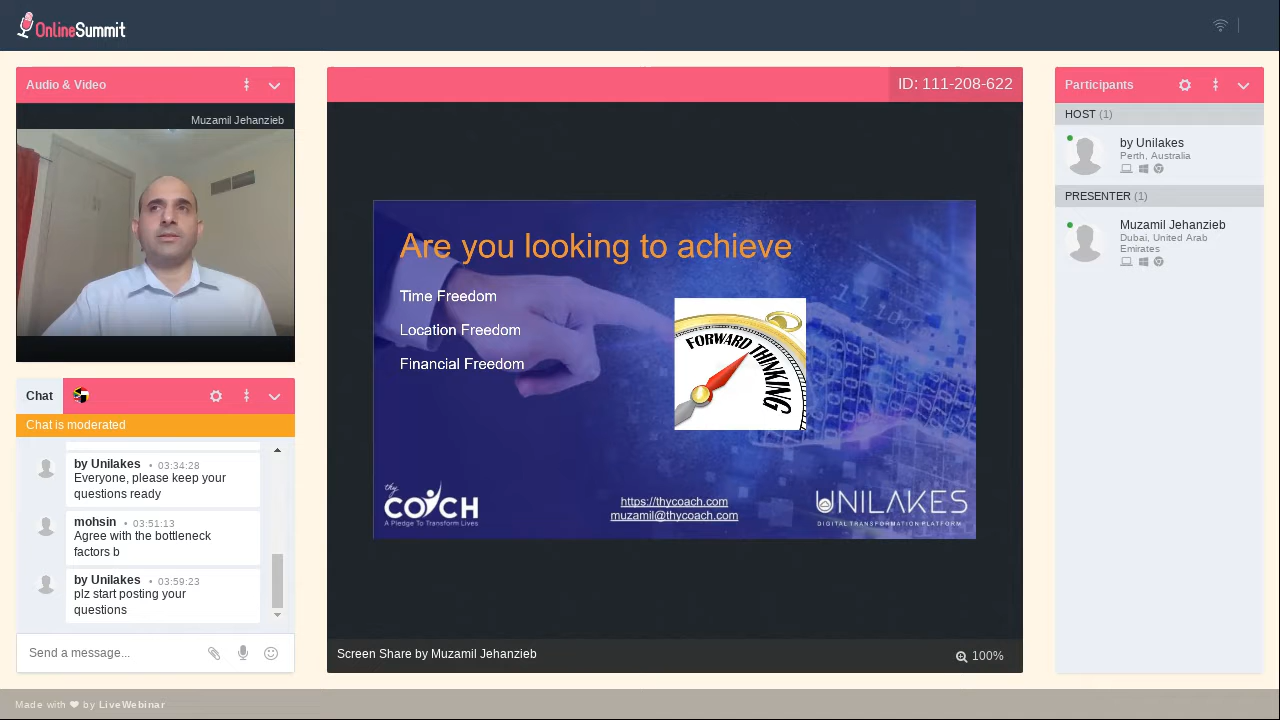 OnlineSummit
Audio & Video
Muzamil Jehanzieb
Chat
Chat is moderated
by Unilakes • 03:34:28
Everyone, please keep your
questions ready
mohsin • 03:51:13
Agree with the bottleneck
factors b
by Unilakes • 03:59:23
plz start posting your
questions
Send a message...
ID: 111-208-622
Are you looking to achieve
Time Freedom
Location Freedom
Financial Freedom
FORWARD THINKING
thy
COACH
A Pledge To Transform Lives
https://thycoach.com
muzamil@thycoach.com
UNILAKES
DIGITAL TRANSFORMATION PLATFORM
Screen Share by Muzamil Jehanzieb
100%
Participants
HOST (1)
by Unilakes
Perth, Australia
PRESENTER (1)
Muzamil Jehanzieb
Dubai, United Arab
Emirates
Made with ❤ by LiveWebinar